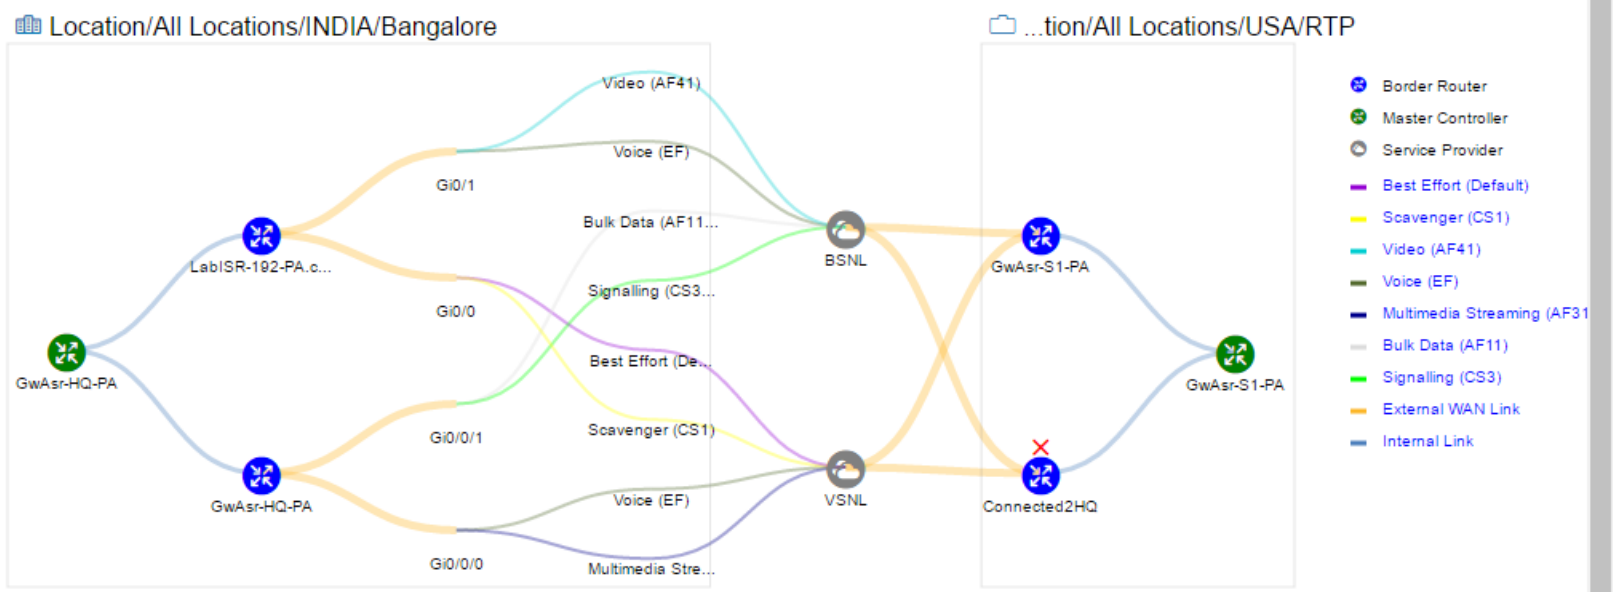 Location/All Locations/INDIA/Bangalore
...tion/All Locations/USA/RTP
Video (AF41)
Voice (EF)
Gi0/1
Bulk Data (AF11...
LabISR-192-PA.c...
BSNL
GwAsr-S1-PA
Signalling (CS3...
Gi0/0
Best Effort (De...
GwAsr-HQ-PA
GwAsr-S1-PA
Scavenger (CS1)
Gi0/0/1
Voice (EF)
VSNL
GwAsr-HQ-PA
Connected2HQ
Gi0/0/0
Multimedia Stre...
Border Router
Master Controller
Service Provider
Best Effort (Default)
Scavenger (CS1)
Video (AF41)
Voice (EF)
Multimedia Streaming (AF31
Bulk Data (AF11)
Signalling (CS3)
External WAN Link
Internal Link